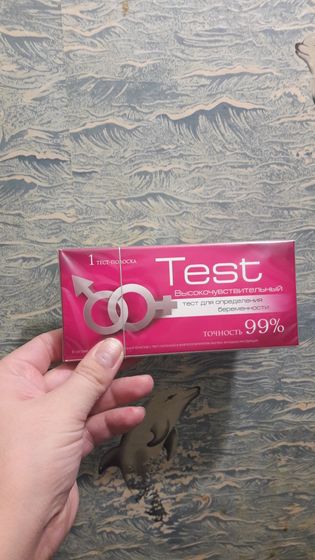 1 ТЕСТ-ПОЛОСКА
Test
Высокочувствительный
тест для определения
беременности
ТОЧНОСТЬ 99%